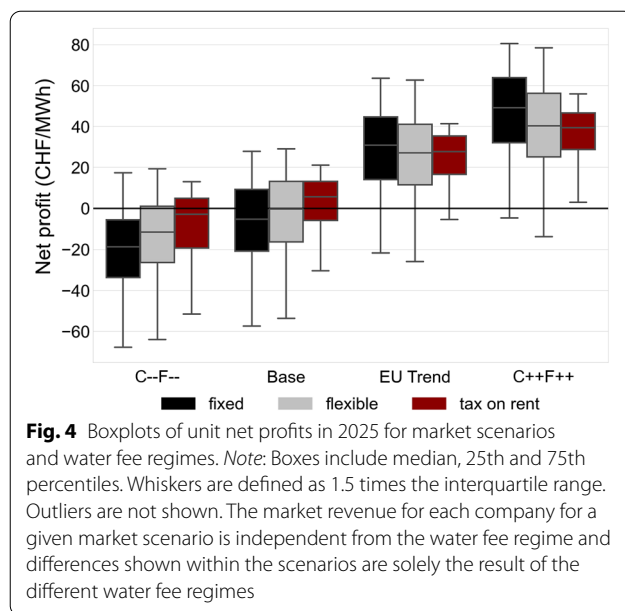 80
60
40
20
0
−20
−40
−60
Net profit (CHF/MWh)
C--F-- Base EU Trend C++F++
fixed flexible tax on rent
Fig. 4 Boxplots of unit net profits in 2025 for market scenarios
and water fee regimes. Note: Boxes include median, 25th and 75th
percentiles. Whiskers are defined as 1.5 times the interquartile range.
Outliers are not shown. The market revenue for each company for a
given market scenario is independent from the water fee regime and
differences shown within the scenarios are solely the result of the
different water fee regimes